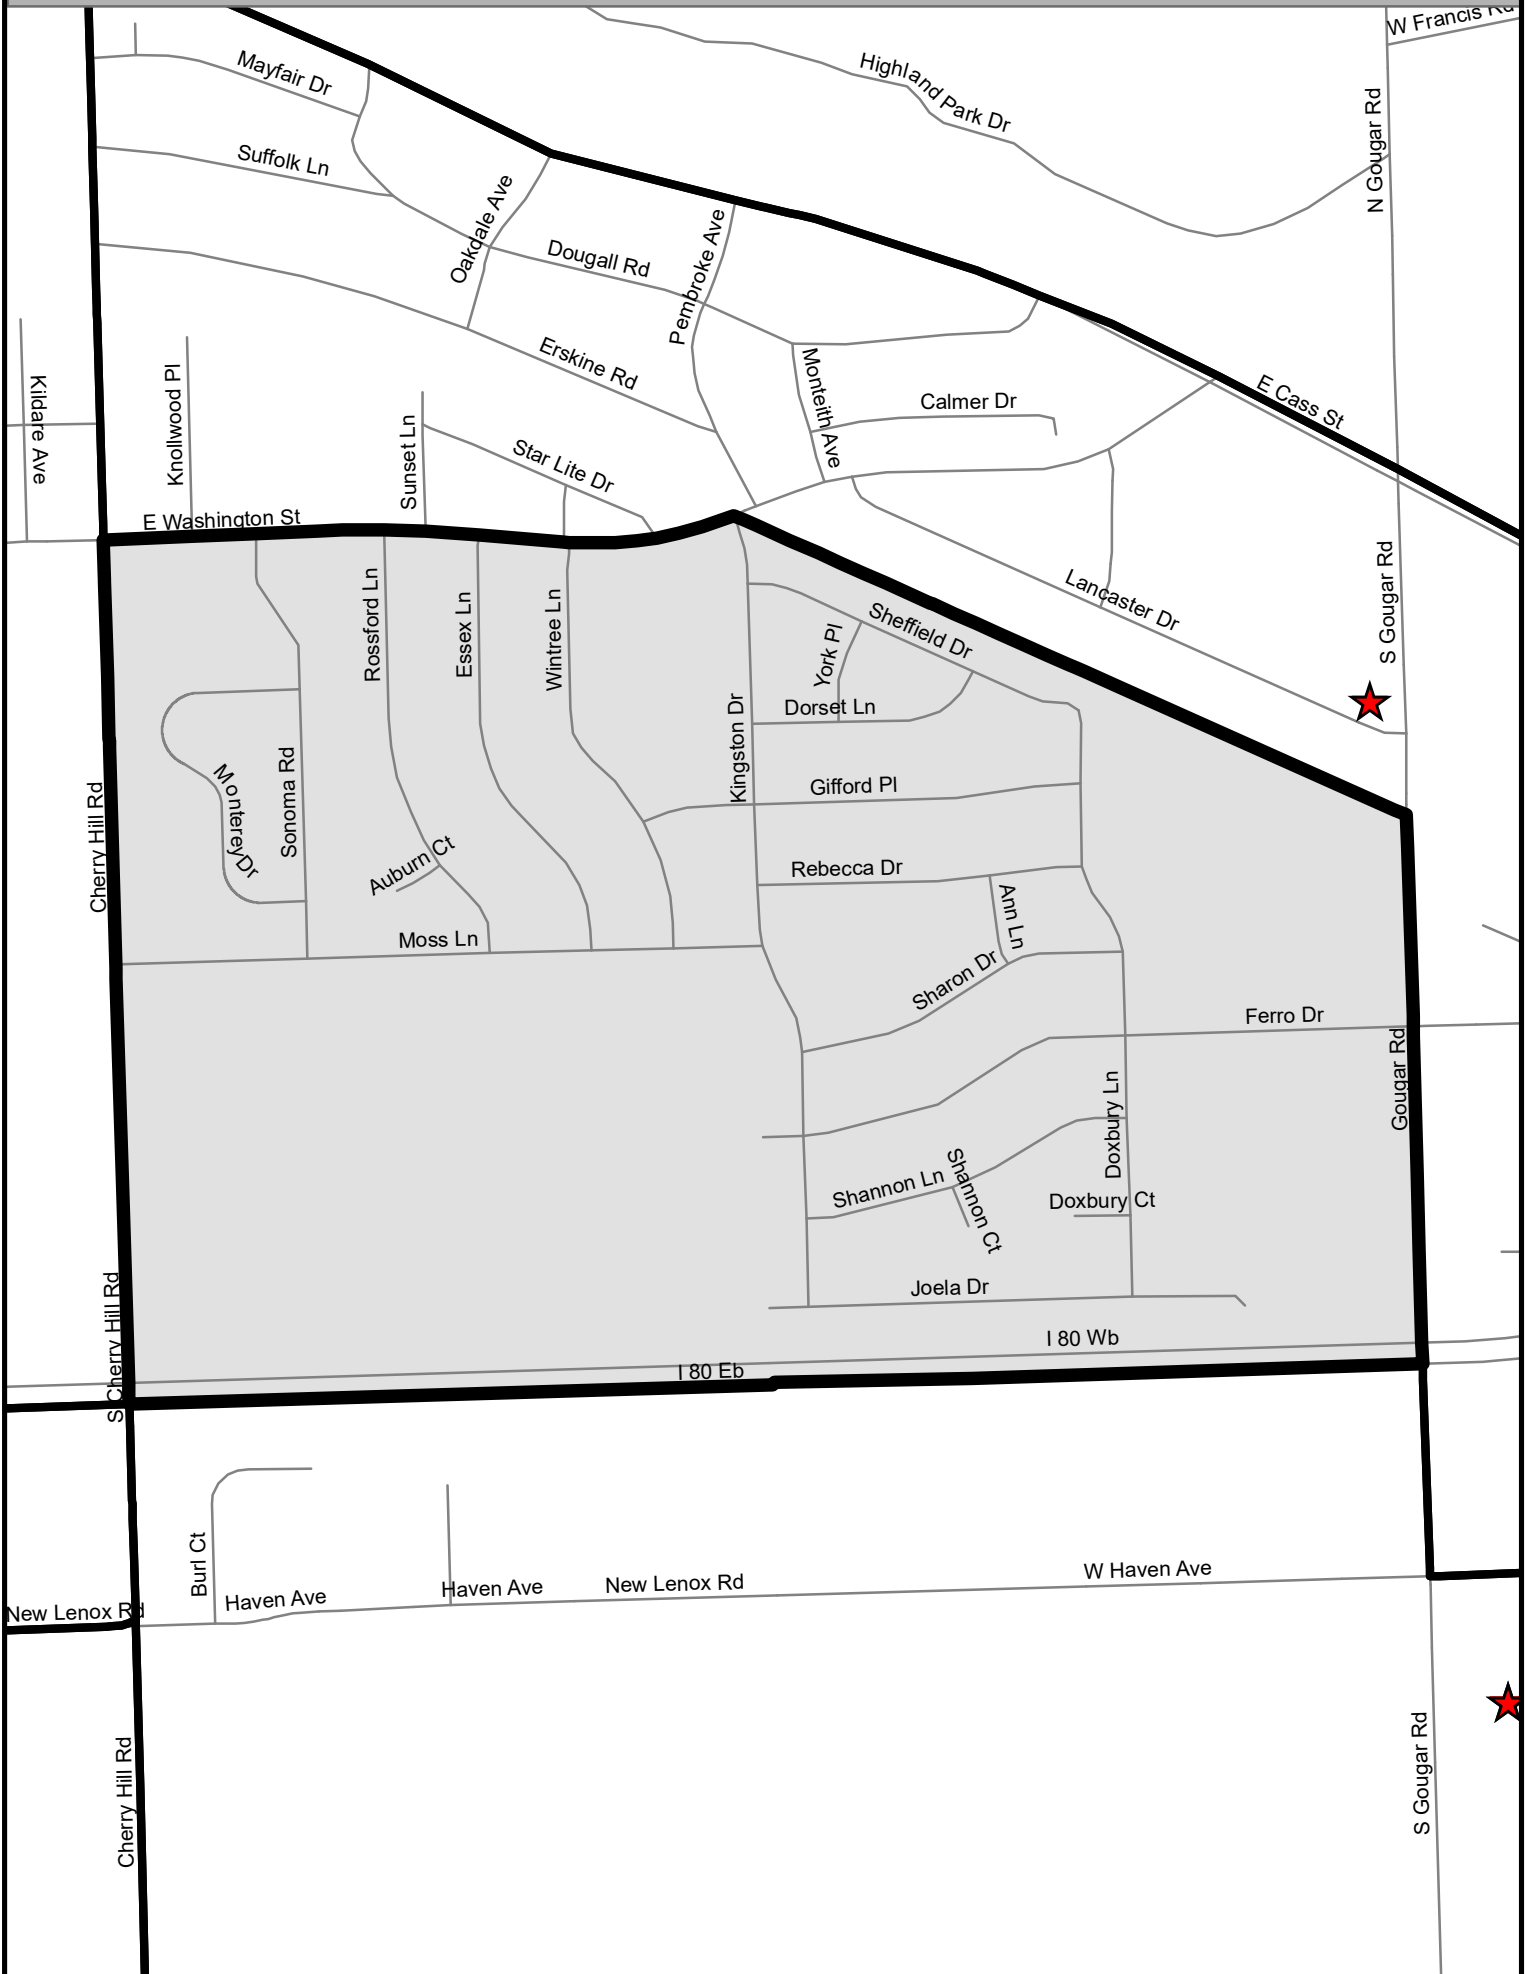 W Francis Rd
Mayfair Dr
Highland Park Dr
N Gougar Rd
Suffolk Ln
Oakdale Ave
Pembroke Ave
Dougall Rd
Erskine Rd
Monteith Ave
Calmer Dr
E Cass St
Kildare Ave
Knollwood Pl
Sunset Ln
Star Lite Dr
E Washington St
Lancaster Dr
S Gougar Rd
Rossford Ln
Essex Ln
Wintree Ln
York Pl
Sheffield Dr
Dorset Ln
Kingston Dr
Gifford Pl
Monterey Dr
Sonoma Rd
Cherry Hill Rd
Auburn Ct
Rebecca Dr
Ann Ln
Moss Ln
Sharon Dr
Ferro Dr
Gougar Rd
Doxbury Ln
Shannon Ln
Shannon Ct
Doxbury Ct
Joela Dr
S Cherry Hill Rd
I 80 Wb
I 80 Eb
Burl Ct
Haven Ave
Haven Ave
New Lenox Rd
W Haven Ave
New Lenox Rd
Cherry Hill Rd
S Gougar Rd